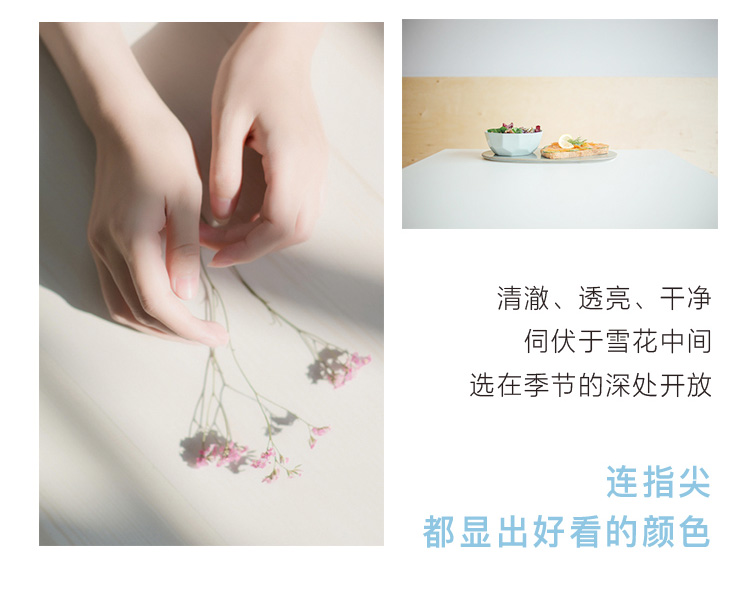 清澈、透亮、干净
伺伏于雪花中间
选在季节的深处开放
连指尖
都显出好看的颜色